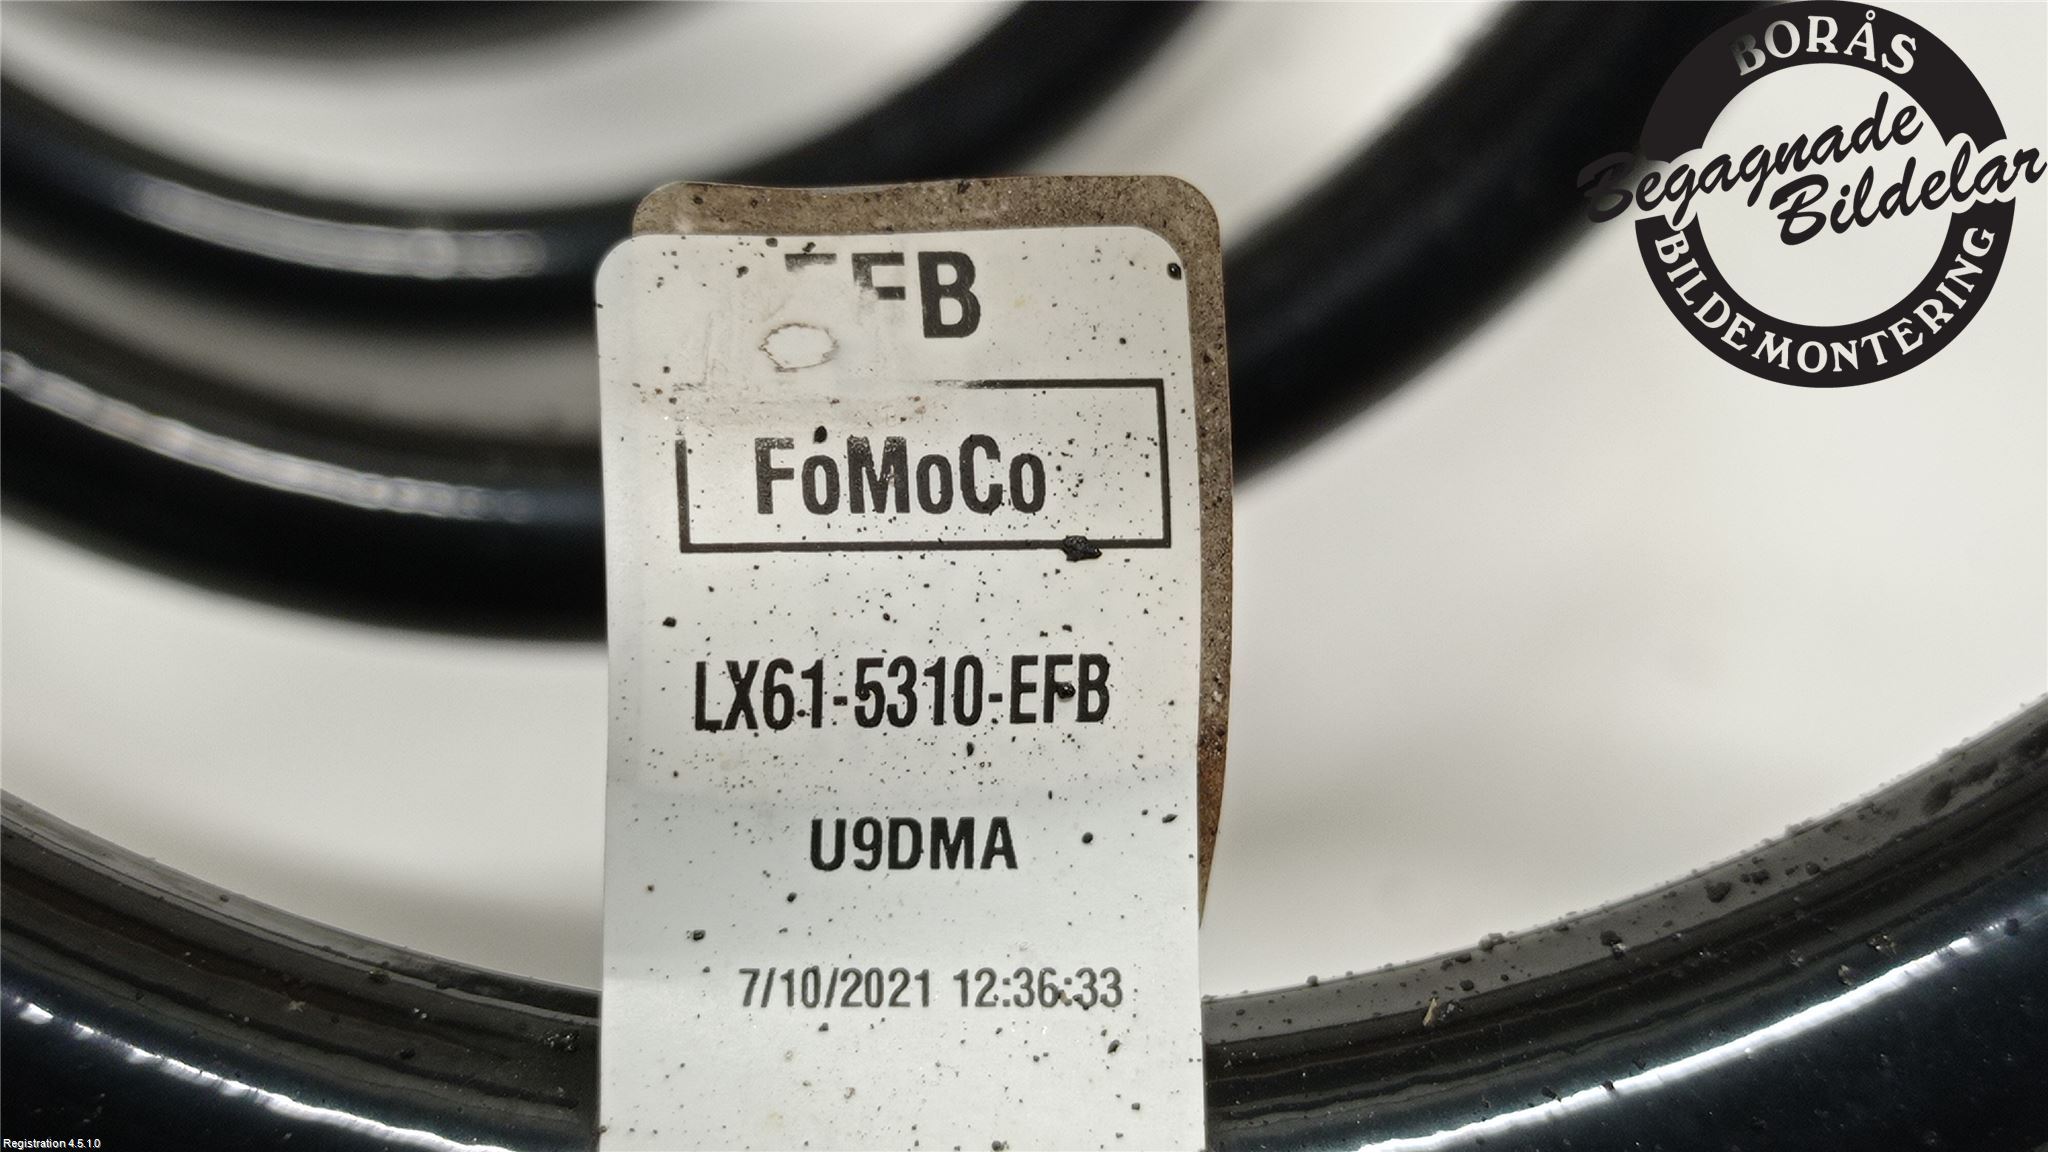 BORÅS
Begagnade
Bildelar
BILDEMONTERING
EFB
FoMoCo
LX61-5310-EFB
U9DMA
7/10/2021 12:36:33
Registration 4.5.1.0